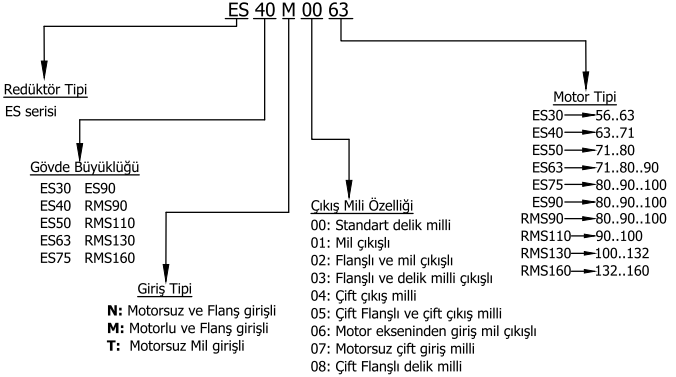 ES 40 M 00 63
Redüktör Tipi
ES serisi
Gövde Büyüklüğü
ES30 ES90
ES40 RMS90
ES50 RMS110
ES63 RMS130
ES75 RMS160
Giriş Tipi
N: Motorsuz ve Flanş girişli
M: Motorlu ve Flanş girişli
T: Motorsuz Mil girişli
Çıkış Mili Özelliği
00: Standart delik milli
01: Mil çıkışlı
02: Flanşlı ve mil çıkışlı
03: Flanşlı ve delik milli çıkışlı
04: Çift çıkış milli
05: Çift Flanşlı ve çift çıkış milli
06: Motor ekseninden giriş mil çıkışlı
07: Motorsuz çift giriş milli
08: Çift Flanşlı delik milli
Motor Tipi
ES30 56..63
ES40 63..71
ES50 71..80
ES63 71..80..90
ES75 80..90..100
ES90 80..90..100
RMS90 80..90..100
RMS110 90..100
RMS130 100..132
RMS160 132..160